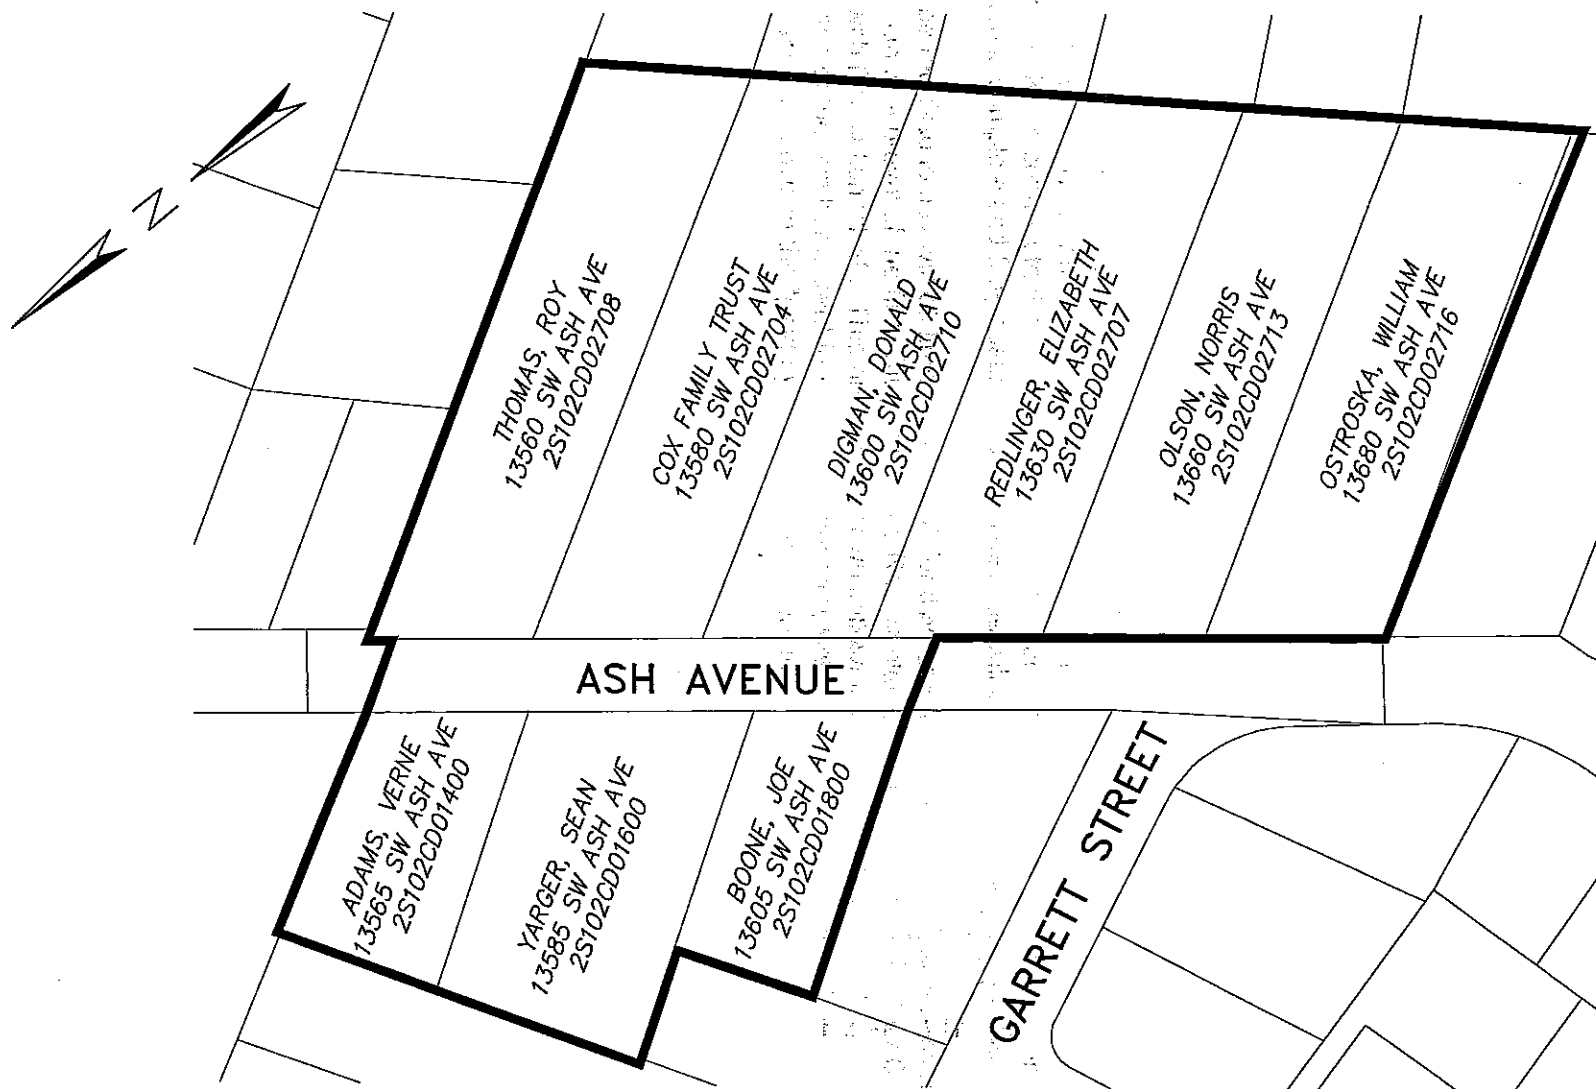 N
THOMAS, ROY
13560 SW ASH AVE
2S102CD02708
COX FAMILY TRUST
13580 SW ASH AVE
2S102CD02704
DIGMAN, DONALD
13600 SW ASH AVE
2S102CD02710
REDLINGER, ELIZABETH
13630 SW ASH AVE
2S102CD02707
OLSON, NORRIS
13660 SW ASH AVE
2S102CD02713
OSTROSKA, WILLIAM
13680 SW ASH AVE
2S102CD02716
ASH AVENUE
ADAMS, VERNE
13565 SW ASH AVE
2S102CD01400
YARGER, SEAN
13585 SW ASH AVE
2S102CD01600
BOONE, JOE
13605 SW ASH AVE
2S102CD01800
GARRETT STREET